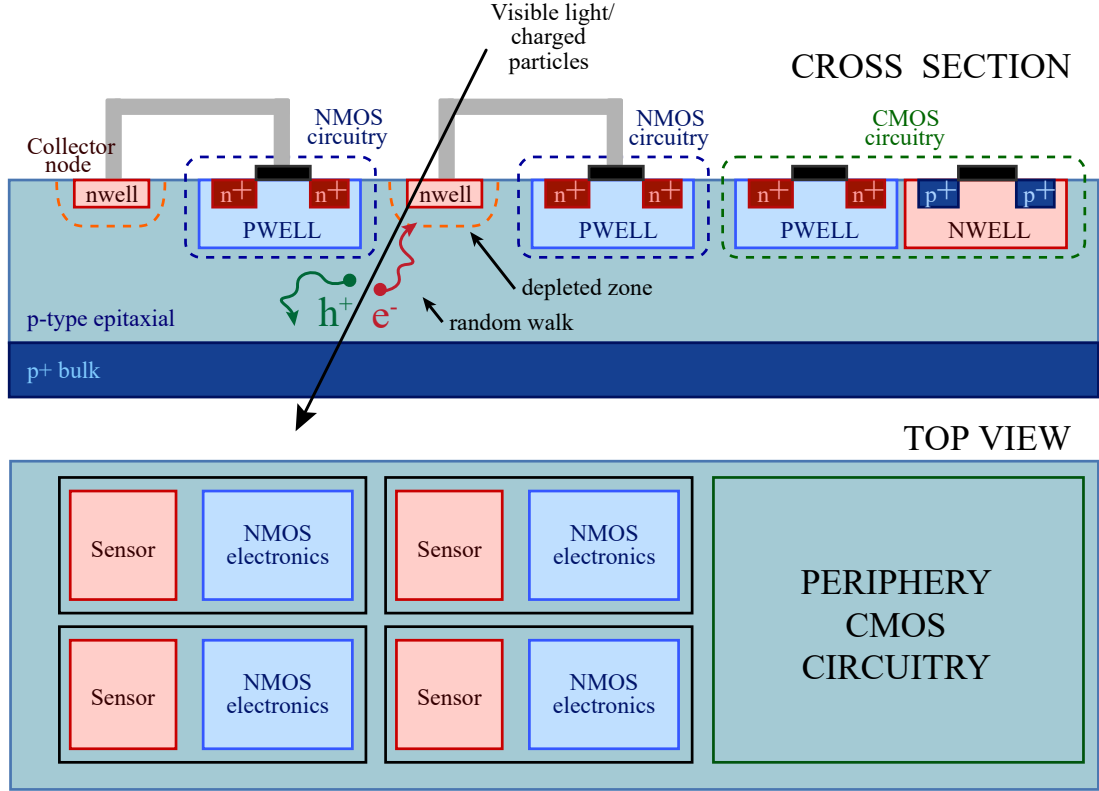 Visible light/
charged
particles
CROSS SECTION
NMOS
circuitry
NMOS
circuitry
CMOS
circuitry
Collector
node
nwell
n+
n+
PWELL
nwell
n+
n+
PWELL
n+
n+
PWELL
p+
p+
NWELL
depleted zone
h+
e-
random walk
p-type epitaxial
p+ bulk
TOP VIEW
Sensor
NMOS
electronics
Sensor
NMOS
electronics
PERIPHERY
CMOS
CIRCUITRY
Sensor
NMOS
electronics
Sensor
NMOS
electronics